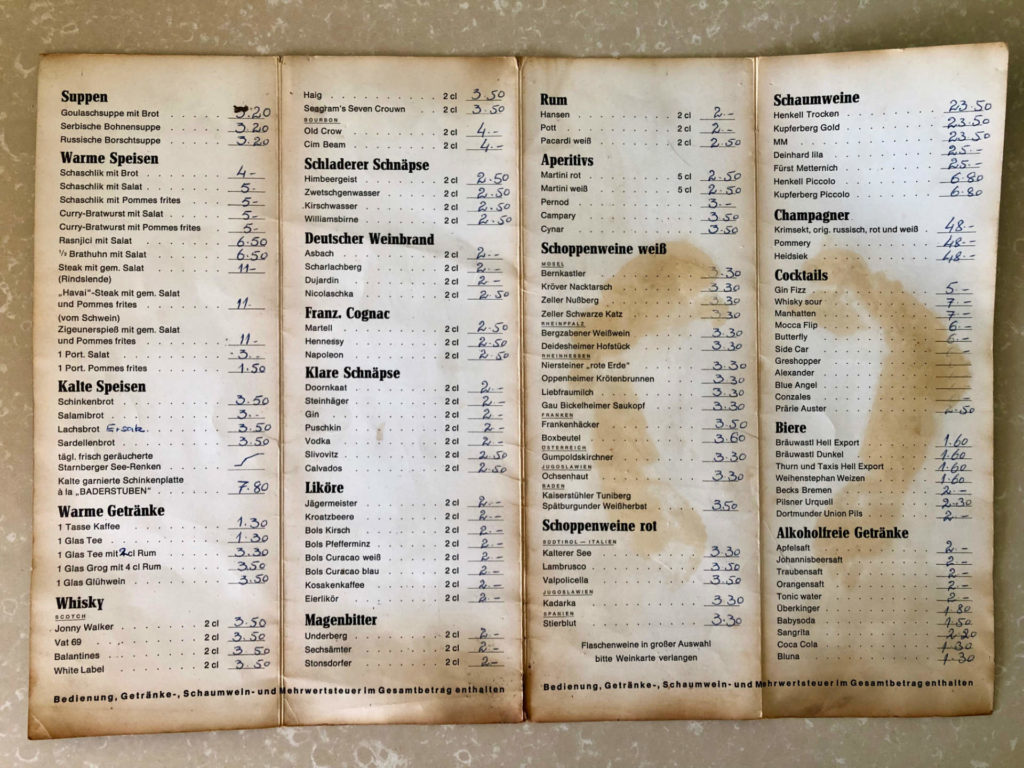 Suppen
Goulaschsuppe mit Brot 3.20
Serbische Bohnensuppe 3.20
Russische Borschtsuppe 3.20
Warme Speisen
Schaschlik mit Brot 4.-
Schaschlik mit Salat 5.-
Schaschlik mit Pommes frites 5.-
Curry-Bratwurst mit Salat 5.-
Curry-Bratwurst mit Pommes frites 5.-
Rasnjici mit Salat 6.50
½ Brathuhn mit Salat 6.50
Steak mit gem. Salat 11.-
(Rindslende)
„Havai“-Steak mit gem. Salat
und Pommes frites 11.-
(vom Schwein)
Zigeunerspieß mit gem. Salat
und Pommes frites 11.-
1 Port. Salat 3.-
1 Port. Pommes frites 1.50
Kalte Speisen
Schinkenbrot 3.50
Salamibrot 3.-
Lachsbrot Ersatz 3.50
Sardellenbrot 3.50
tägl. frisch geräucherte
Starnberger See-Renken
Kalte garnierte Schinkenplatte
à la „BADERSTUBEN“ 7.80
Warme Getränke
1 Tasse Kaffee 1.30
1 Glas Tee 1.30
1 Glas Tee mit 2 cl Rum 3.30
1 Glas Grog mit 4 cl Rum 3.50
1 Glas Glühwein 3.50
Whisky
SCOTCH
Jonny Walker 2 cl 3.50
Vat 69 2 cl 3.50
Balantines 2 cl 3.50
White Label 2 cl 3.50
Haig 2 cl 3.50
Seagram's Seven Crouwn 2 cl 3.50
BOURBON
Old Crow 2 cl 4.-
Cim Beam 2 cl 4.-
Schladerer Schnäpse
Himbeergeist 2 cl 2.50
Zwetschgenwasser 2 cl 2.50
Kirschwasser 2 cl 2.50
Williamsbirne 2 cl 2.50
Deutscher Weinbrand
Asbach 2 cl 2.-
Scharlachberg 2 cl 2.-
Dujardin 2 cl 2.-
Nicolaschka 2 cl 2.50
Franz. Cognac
Martell 2 cl 2.50
Hennessy 2 cl 2.50
Napoleon 2 cl 2.50
Klare Schnäpse
Doornkaat 2 cl 2.-
Steinhäger 2 cl 2.-
Gin 2 cl 2.-
Puschkin 2 cl 2.-
Vodka 2 cl 2.-
Slivovitz 2 cl 2.50
Calvados 2 cl 2.50
Liköre
Jägermeister 2 cl 2.-
Kroatzbeere 2 cl 2.-
Bols Kirsch 2 cl 2.-
Bols Pfefferminz 2 cl 2.-
Bols Curacao weiß 2 cl 2.-
Bols Curacao blau 2 cl 2.-
Kosakenkaffee 2 cl 2.-
Eierlikör 2 cl 2.-
Magenbitter
Underberg 2 cl 2.-
Sechsämter 2 cl 2.-
Stonsdorfer 2 cl 2.-
Bedienung, Getränke-, Schaumwein- und Mehrwertsteuer im Gesamtbetrag enthalten
Rum
Hansen 2 cl 2.-
Pott 2 cl 2.-
Pacardi weiß 2 cl 2.50
Aperitivs
Martini rot 5 cl 2.50
Martini weiß 5 cl 2.50
Pernod 3.-
Campary 3.50
Cynar 3.50
Schoppenweine weiß
MOSEL
Bernkastler 3.30
Kröver Nacktarsch 3.30
Zeller Nußberg 3.30
Zeller Schwarze Katz 3.30
RHEINPFALZ
Bergzabener Weißwein 3.30
Deidesheimer Hofstück 3.30
RHEINHESSEN
Niersteiner „rote Erde“ 3.30
Oppenheimer Krötenbrunnen 3.30
Liebfraumilch 3.30
Gau Bickelheimer Saukopf 3.30
FRANKEN
Frankenhäcker 3.50
Boxbeutel 3.60
ÖSTERREICH
Gumpoldskirchner 3.30
JUGOSLAWIEN
Ochsenhaut 3.30
BADEN
Kaiserstühler Tuniberg
Spätburgunder Weißherbst 3.50
Schoppenweine rot
SÜDTIROL — ITALIEN
Kalterer See 3.30
Lambrusco 3.50
Valpolicella 3.50
JUGOSLAWIEN
Kadarka 3.30
SPANIEN
Stierblut 3.30
Flaschenweine in großer Auswahl
bitte Weinkarte verlangen
Schaumweine
Henkell Trocken 23.50
Kupferberg Gold 23.50
MM 23.50
Deinhard lila 25.-
Fürst Metternich 25.-
Henkell Piccolo 6.80
Kupferberg Piccolo 6.80
Champagner
Krimsekt, orig. russisch, rot und weiß 48.-
Pommery 48.-
Heidsiek 48.-
Cocktails
Gin Fizz 5.-
Whisky sour 7.-
Manhatten 7.-
Mocca Flip 6.-
Butterfly 6.-
Side Car
Greshopper
Alexander
Blue Angel
Conzales
Prärie Auster 2.50
Biere
Bräuwastl Hell Export 1.60
Bräuwastl Dunkel 1.60
Thurn und Taxis Hell Export 1.60
Weihenstephan Weizen 1.60
Becks Bremen 2.-
Pilsner Urquell 2.30
Dortmunder Union Pils 2.-
Alkoholfreie Getränke
Apfelsaft 2.-
Johannisbeersaft 2.-
Traubensaft 2.-
Orangensaft 2.-
Tonic water 2.-
Überkinger 1.80
Babysoda 1.50
Sangrita 2.20
Coca Cola 1.30
Bluna 1.30
Bedienung, Getränke-, Schaumwein- und Mehrwertsteuer im Gesamtbetrag enthalten